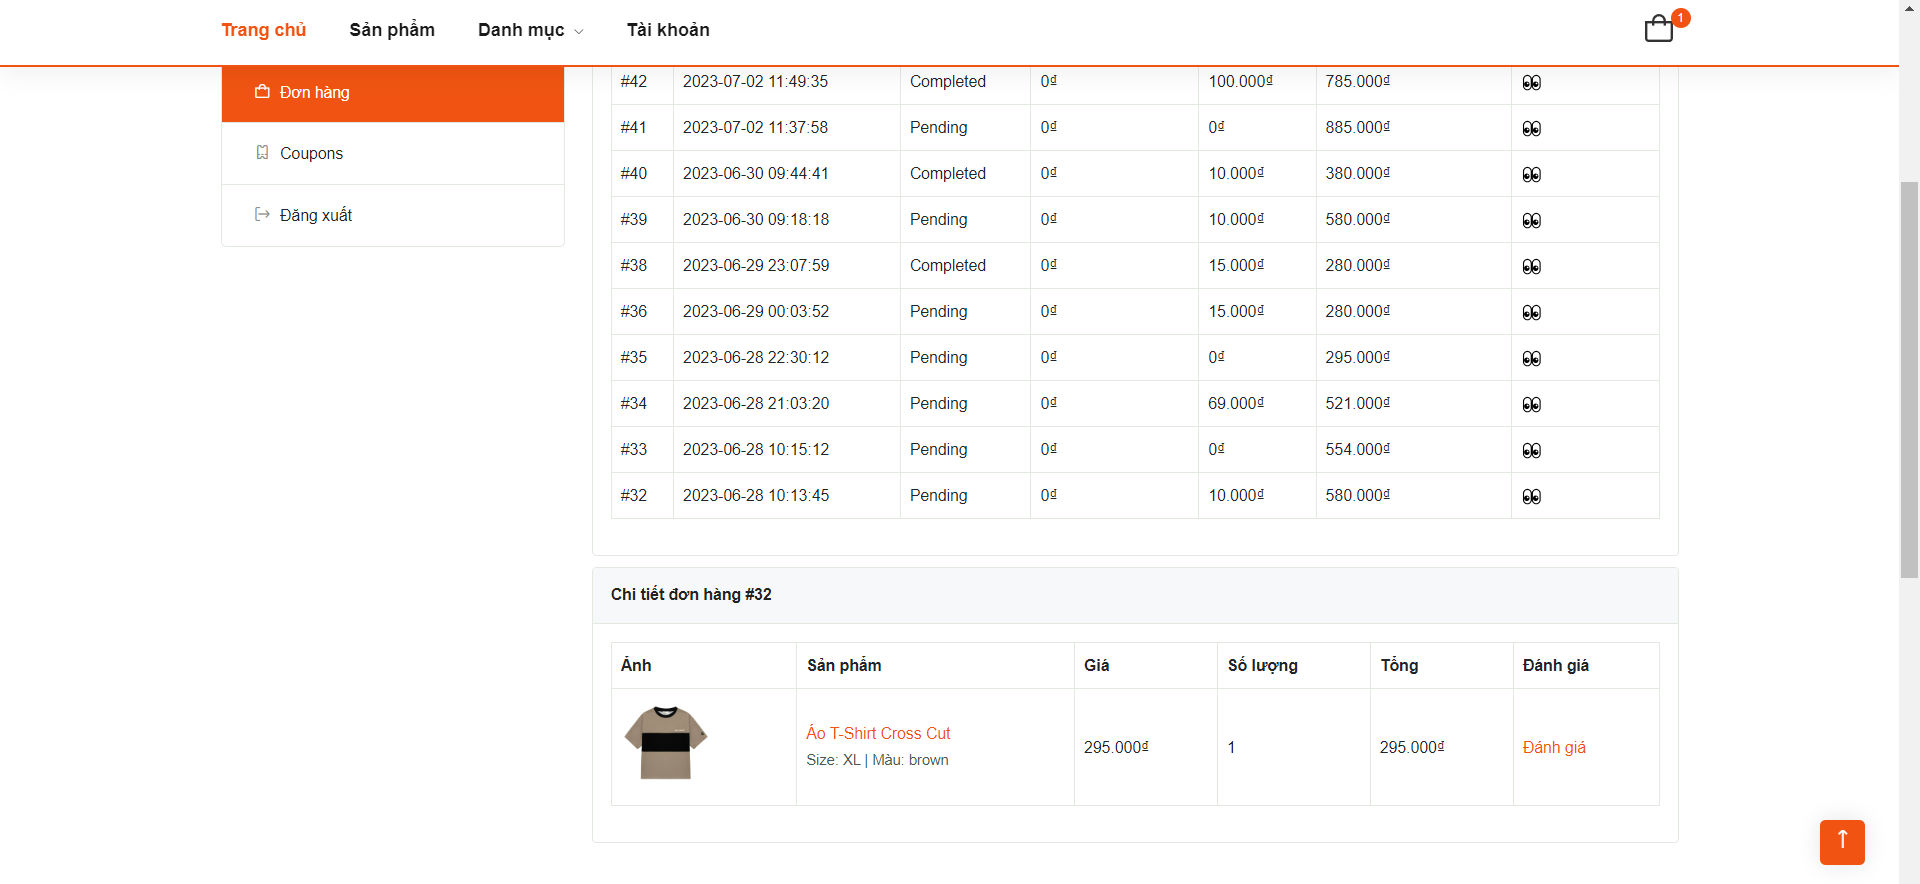 Trang chủ Sản phẩm Danh mục Tài khoản 1
Đơn hàng
Coupons
Đăng xuất
#42 2023-07-02 11:49:35 Completed 0₫ 100.000₫ 785.000₫
#41 2023-07-02 11:37:58 Pending 0₫ 0₫ 885.000₫
#40 2023-06-30 09:44:41 Completed 0₫ 10.000₫ 380.000₫
#39 2023-06-30 09:18:18 Pending 0₫ 10.000₫ 580.000₫
#38 2023-06-29 23:07:59 Completed 0₫ 15.000₫ 280.000₫
#36 2023-06-29 00:03:52 Pending 0₫ 15.000₫ 280.000₫
#35 2023-06-28 22:30:12 Pending 0₫ 0₫ 295.000₫
#34 2023-06-28 21:03:20 Pending 0₫ 69.000₫ 521.000₫
#33 2023-06-28 10:15:12 Pending 0₫ 0₫ 554.000₫
#32 2023-06-28 10:13:45 Pending 0₫ 10.000₫ 580.000₫
Chi tiết đơn hàng #32
Ảnh Sản phẩm Giá Số lượng Tổng Đánh giá
Áo T-Shirt Cross Cut
Size: XL | Màu: brown
295.000₫ 1 295.000₫ Đánh giá